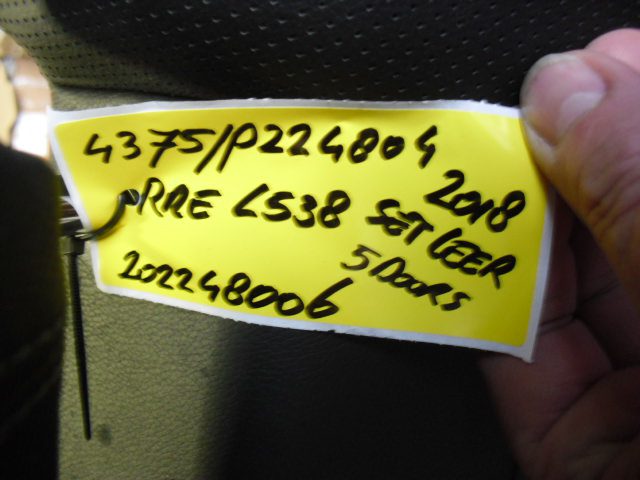 4375/P224804
2018
RRE L538 SET LEER
5 DOORS
202248006